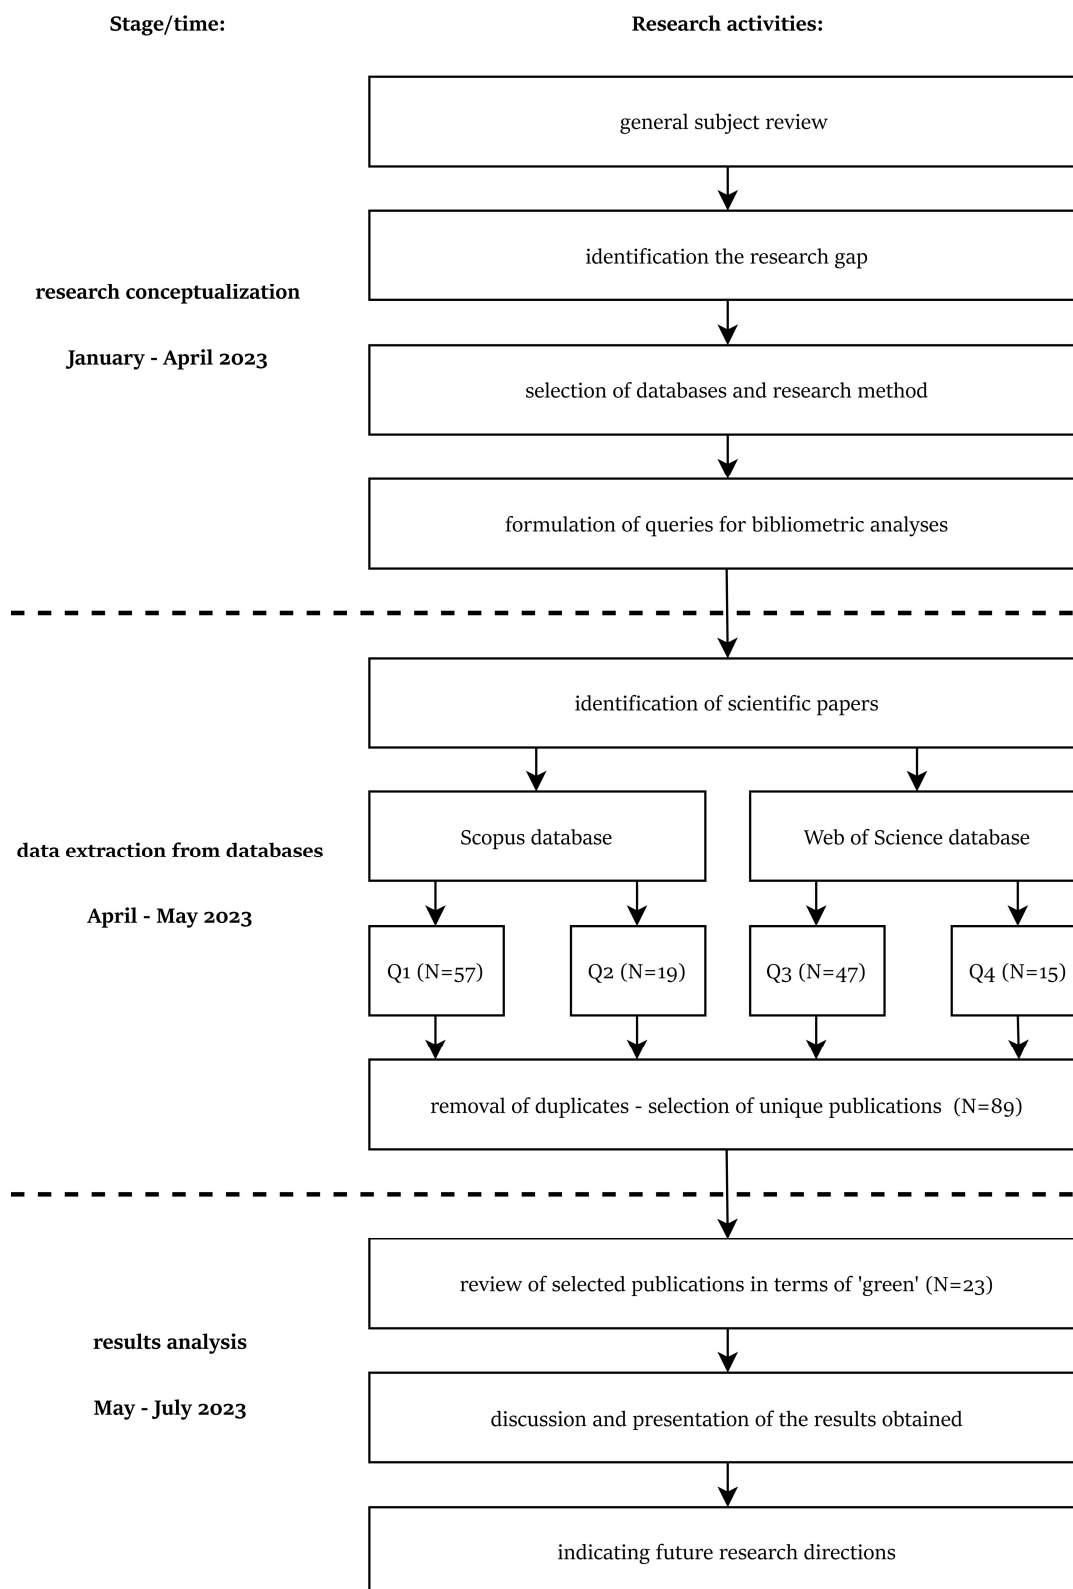 Stage/time:
Research activities:
general subject review
identification the research gap
research conceptualization
January - April 2023
selection of databases and research method
formulation of queries for bibliometric analyses
identification of scientific papers
Scopus database
Web of Science database
data extraction from databases
April - May 2023
Q1 (N=57)
Q2 (N=19)
Q3 (N=47)
Q4 (N=15)
removal of duplicates - selection of unique publications (N=89)
review of selected publications in terms of 'green' (N=23)
results analysis
May - July 2023
discussion and presentation of the results obtained
indicating future research directions